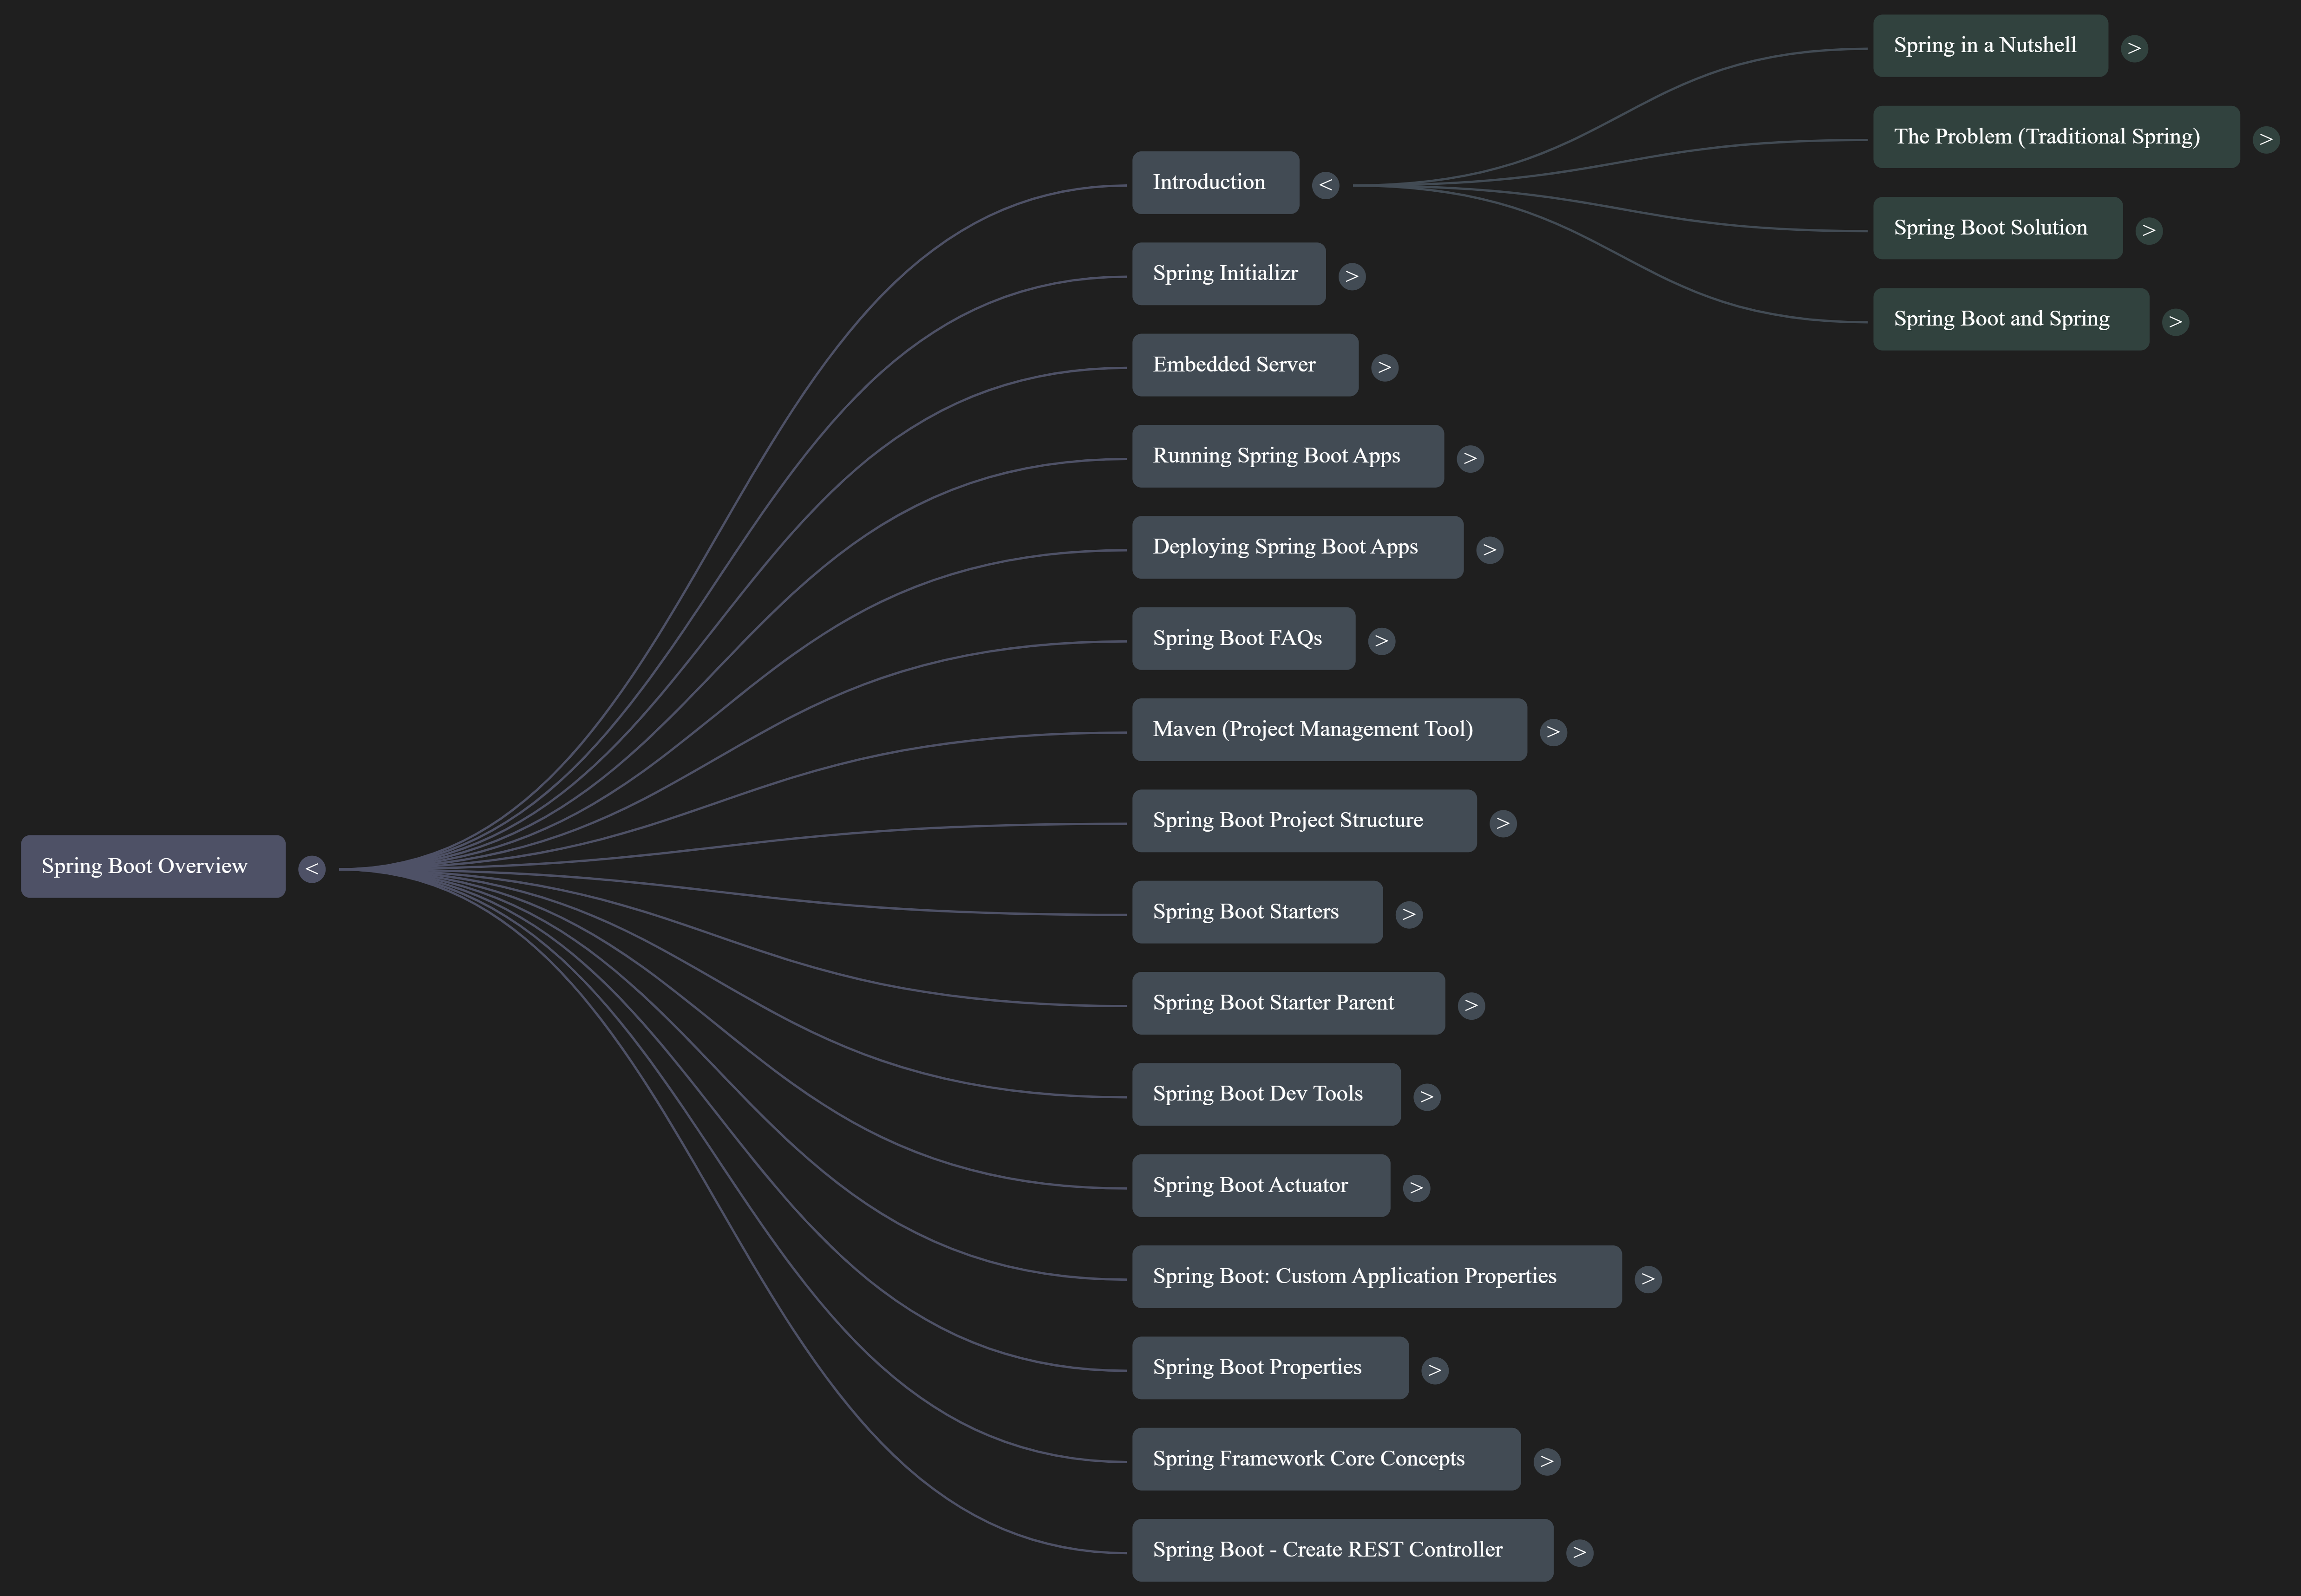 Spring Boot Overview
<
Introduction
<
Spring in a Nutshell
>
The Problem (Traditional Spring)
>
Spring Boot Solution
>
Spring Boot and Spring
>
Spring Initializr
>
Embedded Server
>
Running Spring Boot Apps
>
Deploying Spring Boot Apps
>
Spring Boot FAQs
>
Maven (Project Management Tool)
>
Spring Boot Project Structure
>
Spring Boot Starters
>
Spring Boot Starter Parent
>
Spring Boot Dev Tools
>
Spring Boot Actuator
>
Spring Boot: Custom Application Properties
>
Spring Boot Properties
>
Spring Framework Core Concepts
>
Spring Boot - Create REST Controller
>